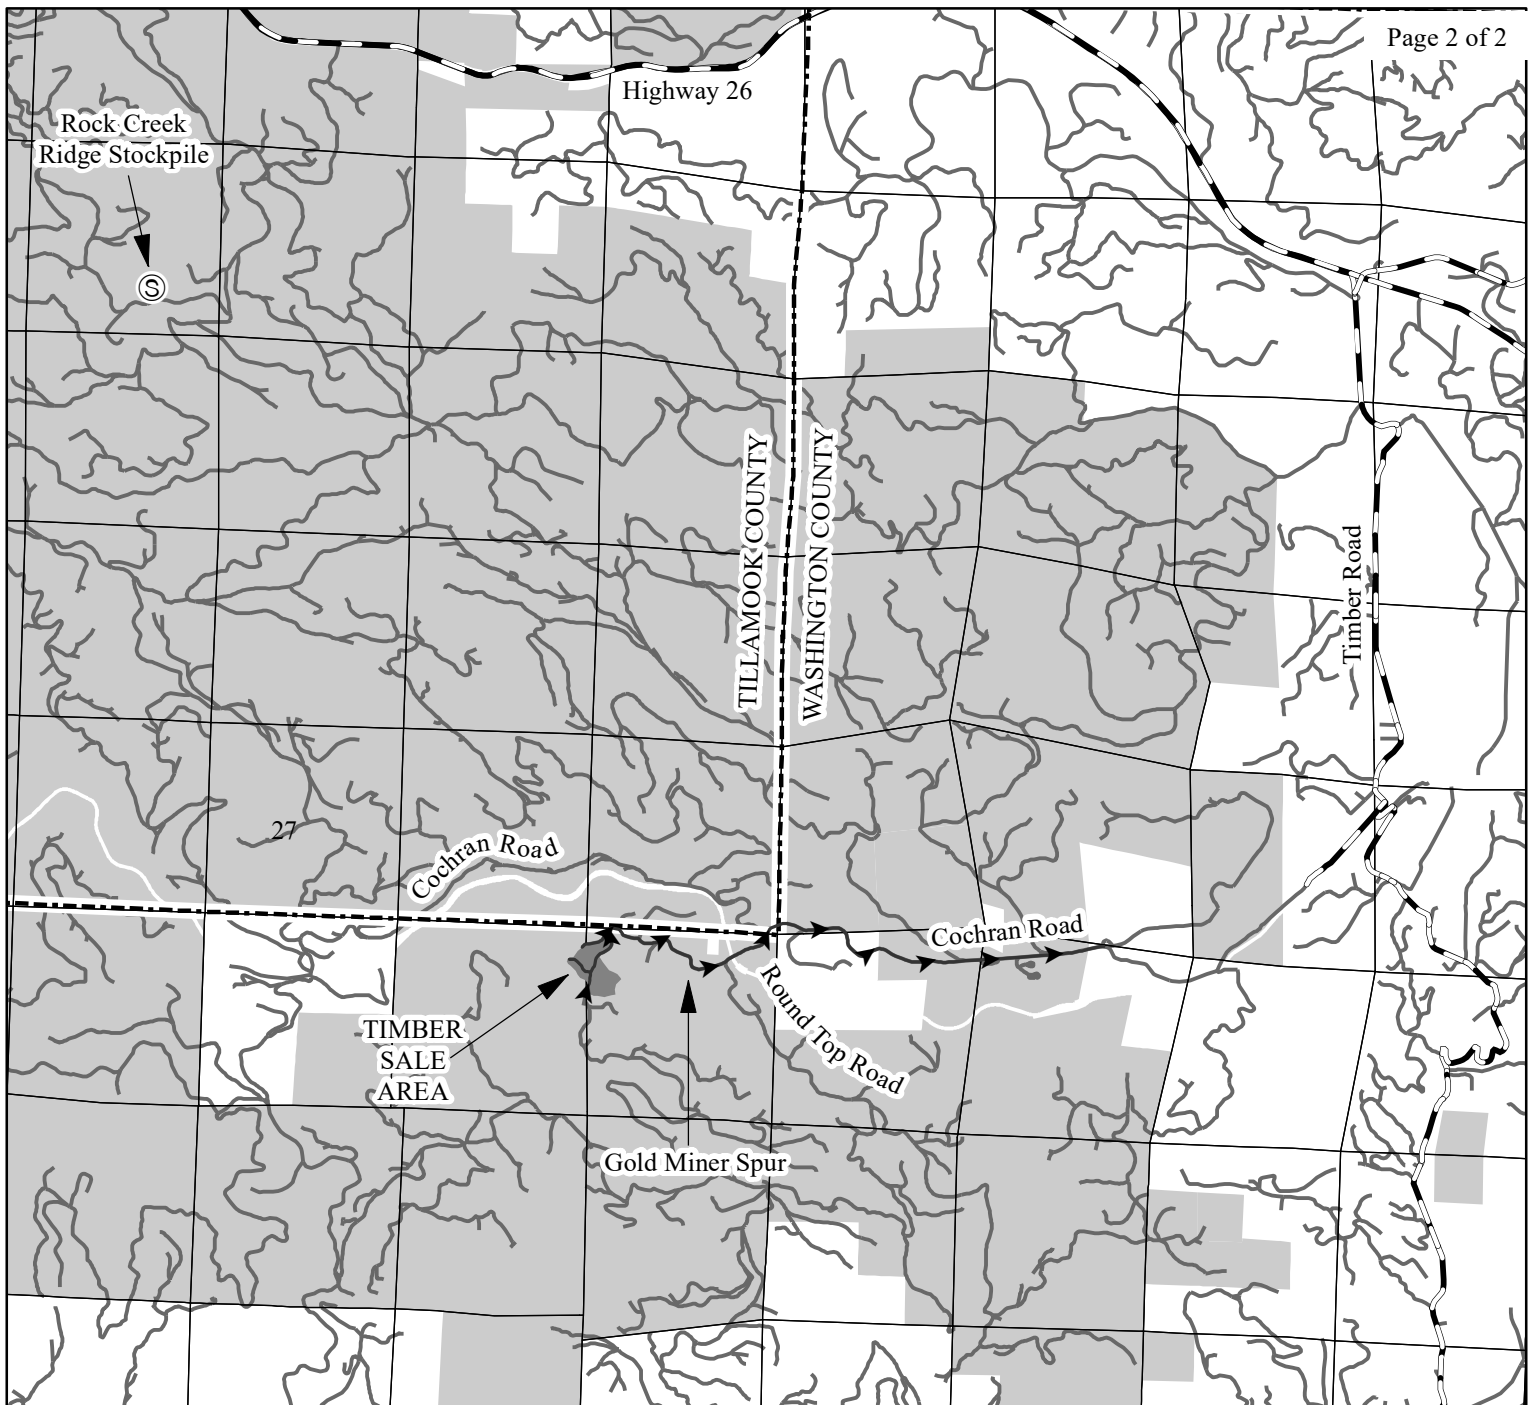 Page 2 of 2
Highway 26
Rock Creek
Ridge Stockpile
S
TILLAMOOK COUNTY
WASHINGTON COUNTY
Timber Road
27
Cochran Road
Cochran Road
Round Top Road
TIMBER
SALE
AREA
Gold Miner Spur